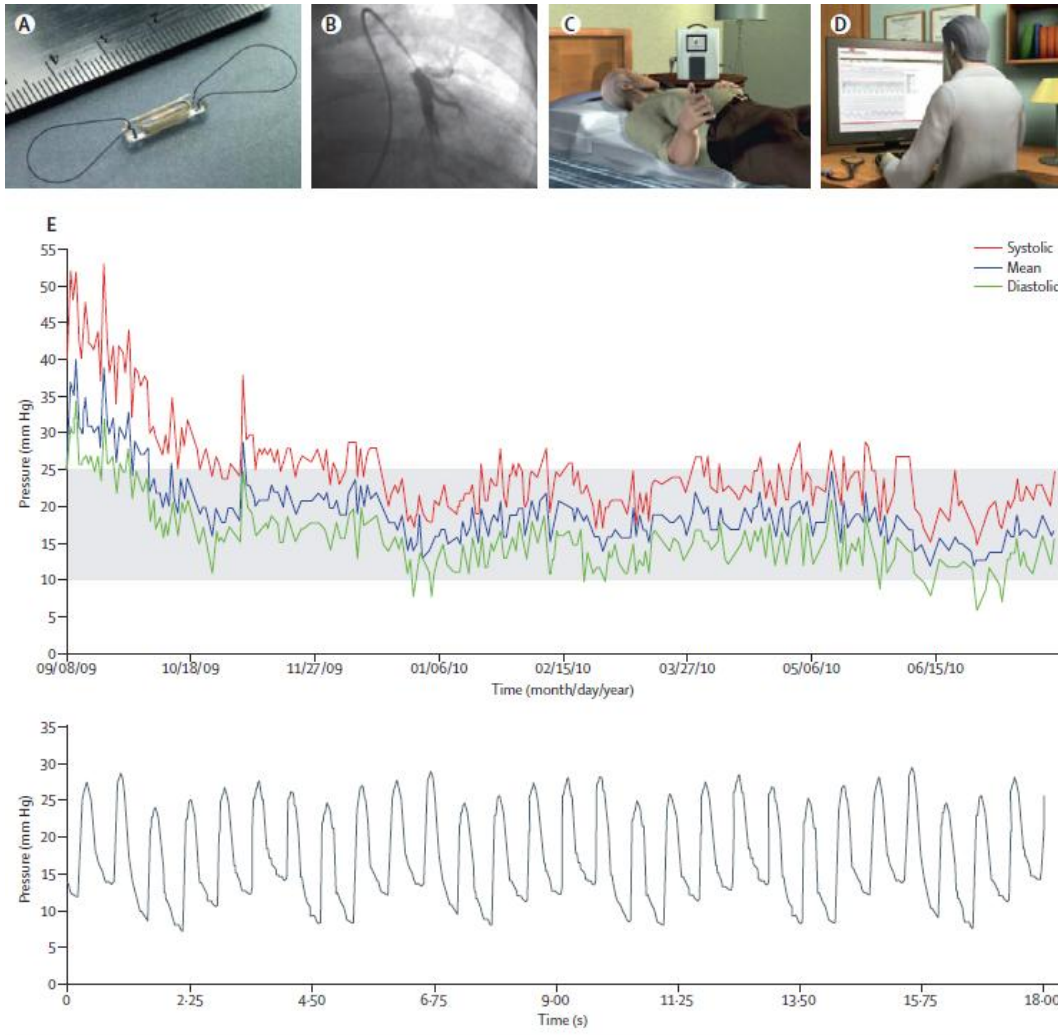 A
B
C
D
E
Systolic
Mean
Diastolic
Pressure (mm Hg)
55
50
45
40
35
30
25
20
15
10
5
0
09/08/09 10/18/09 11/27/09 01/06/10 02/15/10 03/27/10 05/06/10 06/15/10
Time (month/day/year)
Pressure (mm Hg)
35
30
25
20
15
10
5
0
0 2·25 4·50 6·75 9·00 11·25 13·50 15·75 18·00
Time (s)